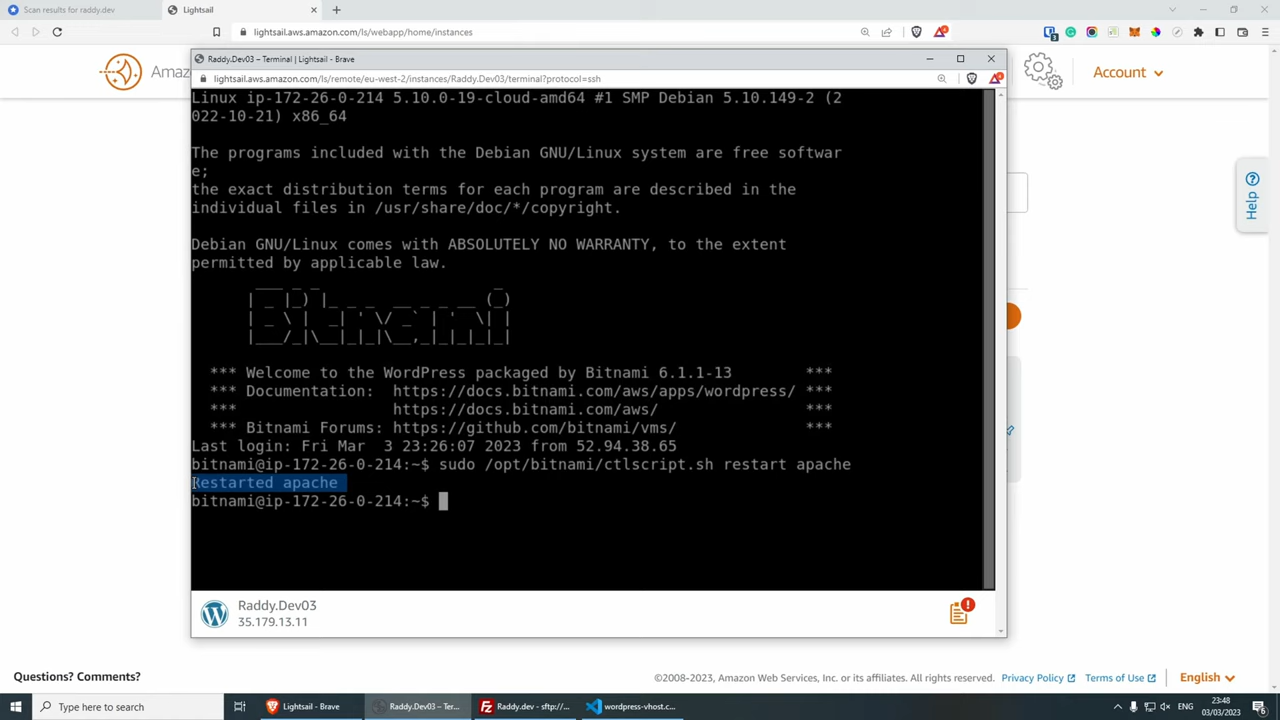 Scan results for raddy.dev
Lightsail
lightsail.aws.amazon.com/ls/webapp/home/instances
Account
Raddy.Dev03 – Terminal | Lightsail - Brave
lightsail.aws.amazon.com/ls/remote/eu-west-2/instances/Raddy.Dev03/terminal?protocol=ssh
Linux ip-172-26-0-214 5.10.0-19-cloud-amd64 #1 SMP Debian 5.10.149-2 (2
022-10-21) x86_64
The programs included with the Debian GNU/Linux system are free softwar
e;
the exact distribution terms for each program are described in the
individual files in /usr/share/doc/*/copyright.
Debian GNU/Linux comes with ABSOLUTELY NO WARRANTY, to the extent
permitted by applicable law.
Bitnami
*** Welcome to the WordPress packaged by Bitnami 6.1.1-13 ***
*** Documentation: https://docs.bitnami.com/aws/apps/wordpress/ ***
*** https://docs.bitnami.com/aws/ ***
*** Bitnami Forums: https://github.com/bitnami/vms/ ***
Last login: Fri Mar 3 23:26:07 2023 from 52.94.38.65
bitnami@ip-172-26-0-214:~$ sudo /opt/bitnami/ctlscript.sh restart apache
Restarted apache
bitnami@ip-172-26-0-214:~$
Help
Raddy.Dev03
35.179.13.11
Questions? Comments?
©2008-2023, Amazon Web Services, Inc. or its affiliates. All rights reserved. Privacy Policy Terms of Use English
Type here to search
Lightsail - Brave
Raddy.Dev03 – Ter...
Raddy.dev - sftp://...
wordpress-vhost.c...
ENG
23:48
03/03/2023
6